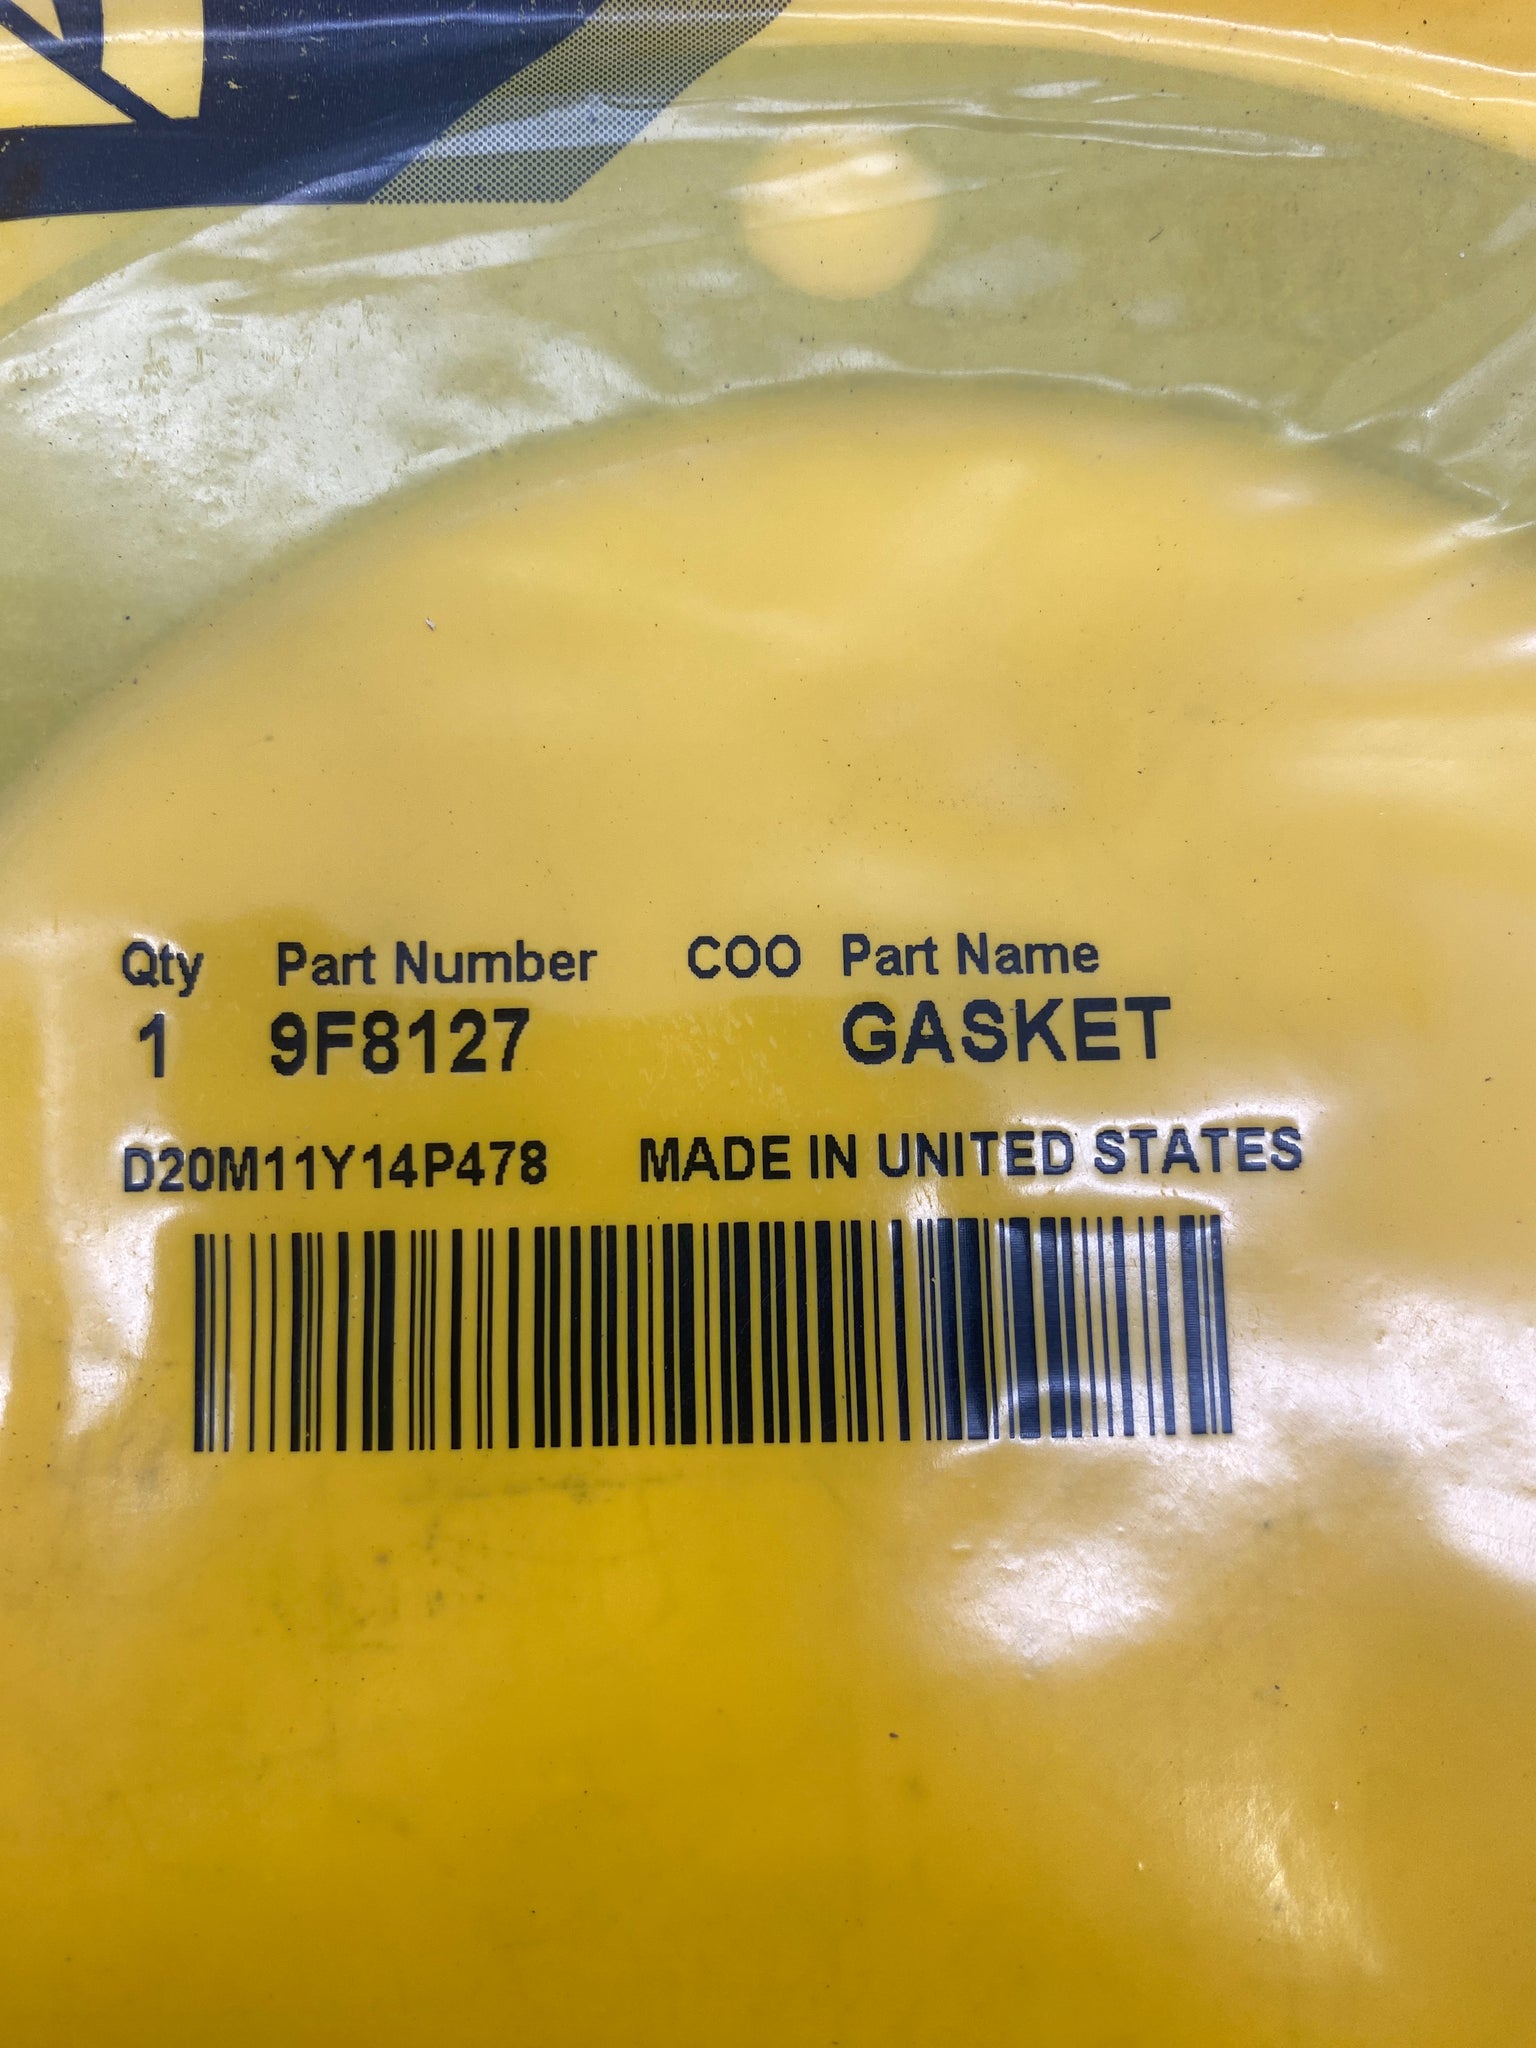 Qty Part Number COO Part Name
1 9F8127 GASKET
D20M11Y14P478 MADE IN UNITED STATES